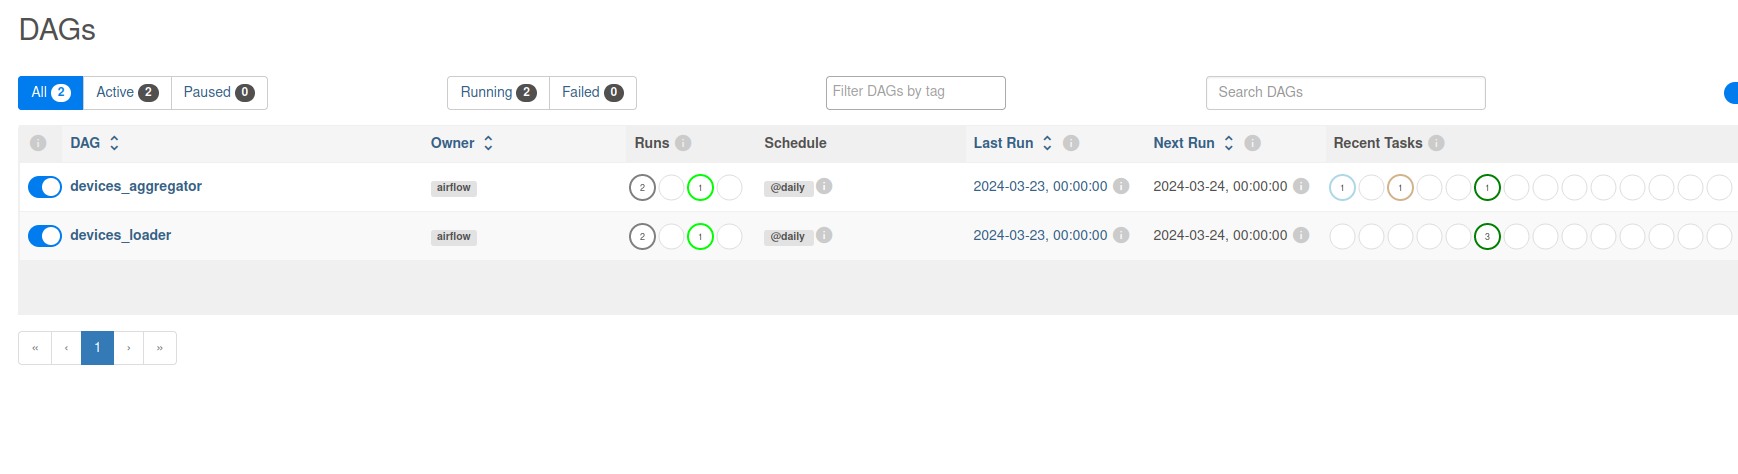 DAGs
All 2 Active 2 Paused 0 Running 2 Failed 0 Filter DAGs by tag Search DAGs
i DAG Owner Runs i Schedule Last Run i Next Run i Recent Tasks i
devices_aggregator airflow 2 1 @daily i 2024-03-23, 00:00:00 i 2024-03-24, 00:00:00 i 1 1 1
devices_loader airflow 2 1 @daily i 2024-03-23, 00:00:00 i 2024-03-24, 00:00:00 i 3
« ‹ 1 › »